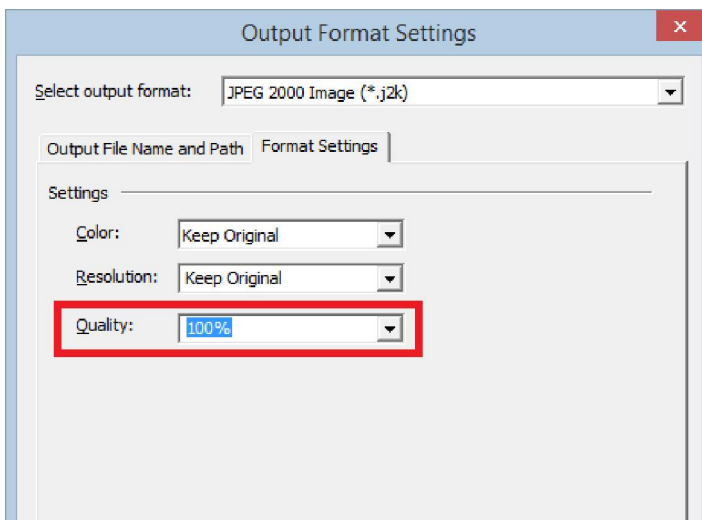 Output Format Settings
Select output format: JPEG 2000 Image (*.j2k)
Output File Name and Path Format Settings
Settings
Color: Keep Original
Resolution: Keep Original
Quality: 100%